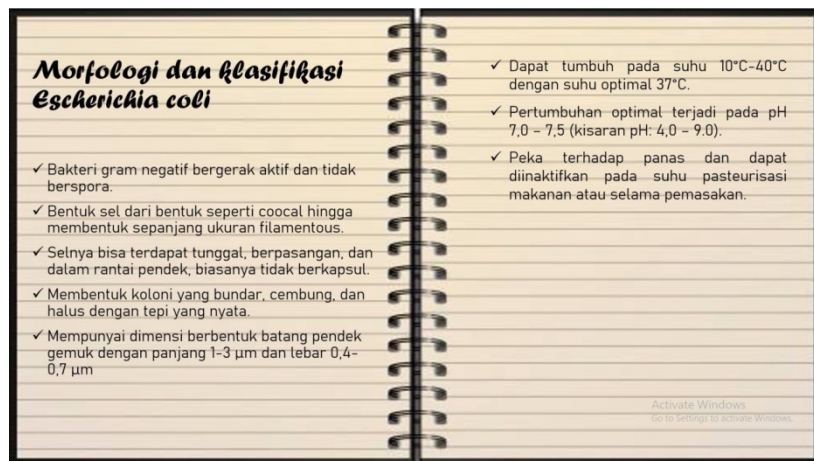 Morfologi dan klasifikasi
Escherichia coli
✓ Bakteri gram negatif bergerak aktif dan tidak
berspora.
✓ Bentuk sel dari bentuk seperti coocal hingga
membentuk sepanjang ukuran filamentous.
✓ Selnya bisa terdapat tunggal, berpasangan, dan
dalam rantai pendek, biasanya tidak berkapsul.
✓ Membentuk koloni yang bundar, cembung, dan
halus dengan tepi yang nyata.
✓ Mempunyai dimensi berbentuk batang pendek
gemuk dengan panjang 1-3 µm dan lebar 0,4-
0,7 µm
✓ Dapat tumbuh pada suhu 10°C-40°C
dengan suhu optimal 37°C.
✓ Pertumbuhan optimal terjadi pada pH
7,0 – 7,5 (kisaran pH: 4,0 – 9.0).
✓ Peka terhadap panas dan dapat
diinaktifkan pada suhu pasteurisasi
makanan atau selama pemasakan.
Activate Windows
Go to Settings to activate Windows.